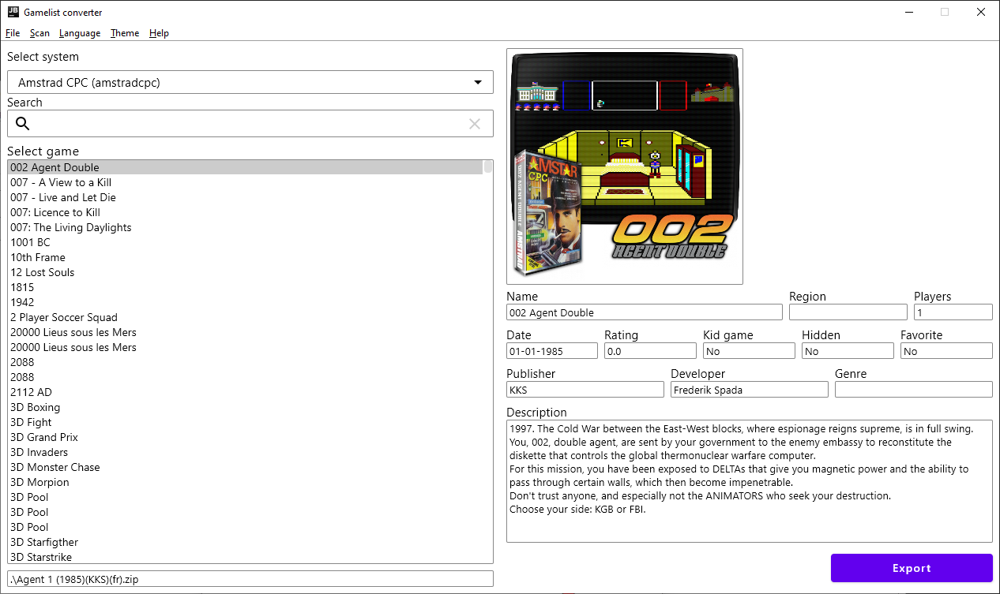 JB
Gamelist converter
File Scan Language Theme Help
Select system
Amstrad CPC (amstradcpc)
Search
Select game
002 Agent Double
007 - A View to a Kill
007 - Live and Let Die
007: Licence to Kill
007: The Living Daylights
1001 BC
10th Frame
12 Lost Souls
1815
1942
2 Player Soccer Squad
20000 Lieus sous les Mers
20000 Lieus sous les Mers
2088
2088
2112 AD
3D Boxing
3D Fight
3D Grand Prix
3D Invaders
3D Monster Chase
3D Morpion
3D Pool
3D Pool
3D Pool
3D Starfigther
3D Starstrike
.\Agent 1 (1985)(KKS)(fr).zip
AMSTAR
CPC
002 AGENT DOUBLE AMSTRAD
002
AGENT DOUBLE
Name Region Players
002 Agent Double 1
Date Rating Kid game Hidden Favorite
01-01-1985 0.0 No No No
Publisher Developer Genre
KKS Frederik Spada
Description
1997. The Cold War between the East-West blocks, where espionage reigns supreme, is in full swing.
You, 002, double agent, are sent by your government to the enemy embassy to reconstitute the
diskette that controls the global thermonuclear warfare computer.
For this mission, you have been exposed to DELTAs that give you magnetic power and the ability to
pass through certain walls, which then become impenetrable.
Don't trust anyone, and especially not the ANIMATORS who seek your destruction.
Choose your side: KGB or FBI.
Export